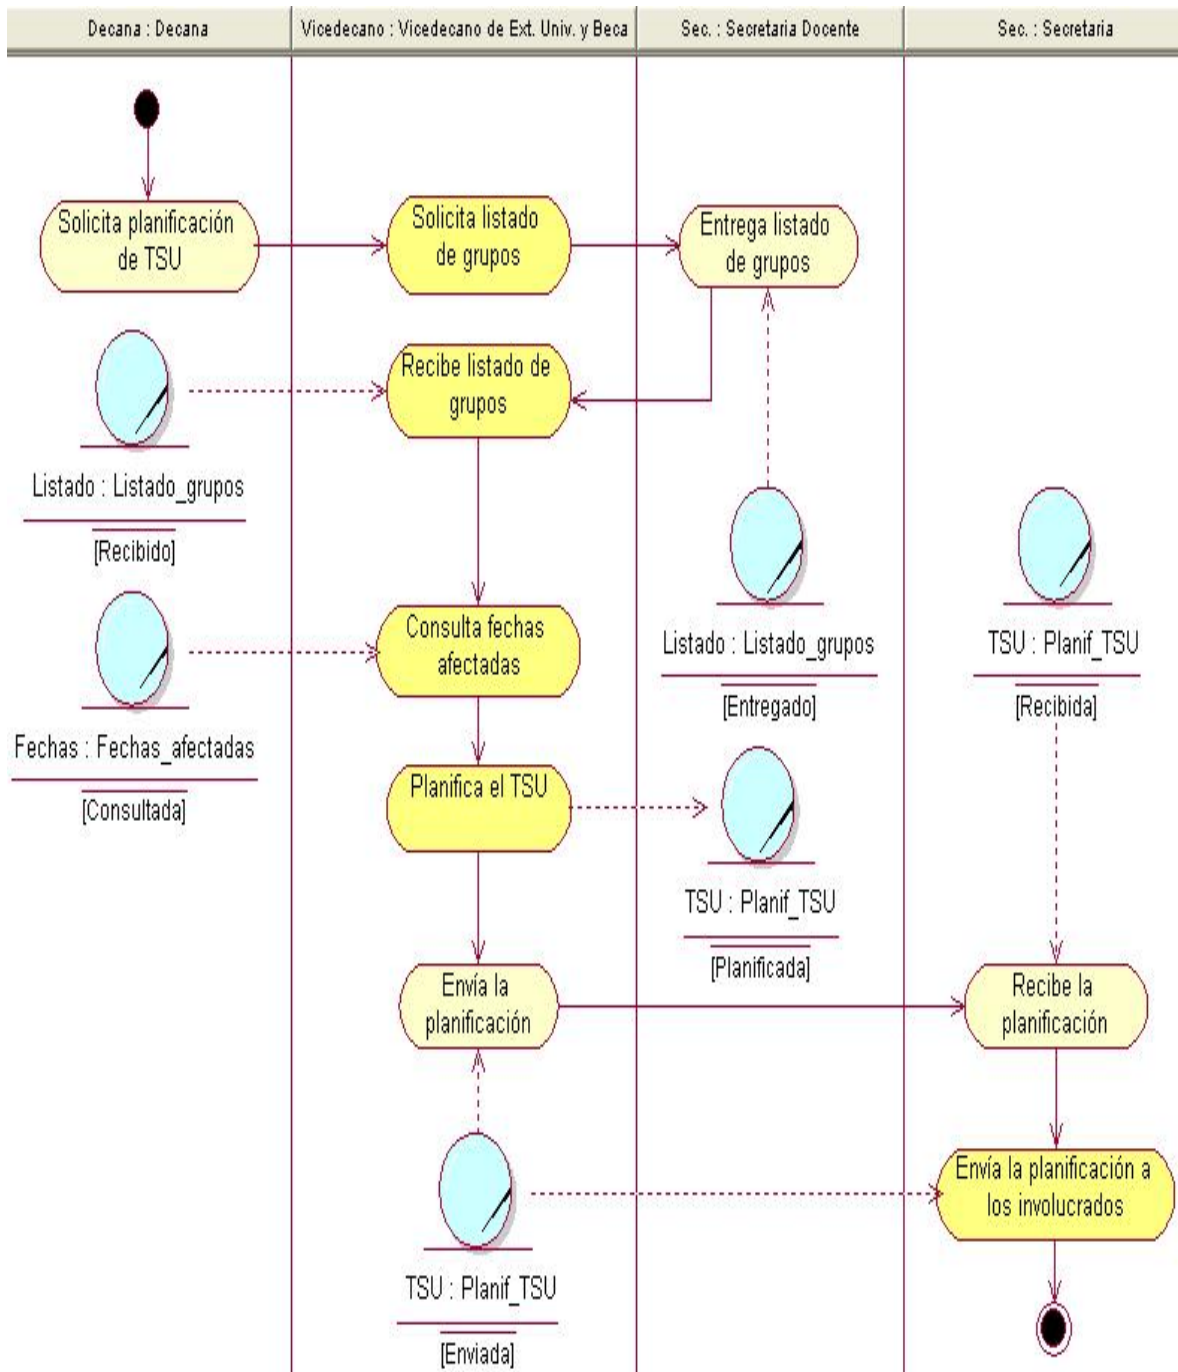 Decana : Decana
Vicedecano : Vicedecano de Ext. Univ. y Beca
Sec. : Secretaria Docente
Sec. : Secretaria
Solicita planificación
de TSU
Solicita listado
de grupos
Entrega listado
de grupos
Recibe listado de
grupos
Listado : Listado_grupos
[Recibido]
Consulta fechas
afectadas
Listado : Listado_grupos
[Entregado]
TSU : Planif_TSU
[Recibida]
Fechas : Fechas_afectadas
[Consultada]
Planifica el TSU
TSU : Planif_TSU
[Planificada]
Envía la
planificación
Recibe la
planificación
Envía la planificación a
los involucrados
TSU : Planif_TSU
[Enviada]